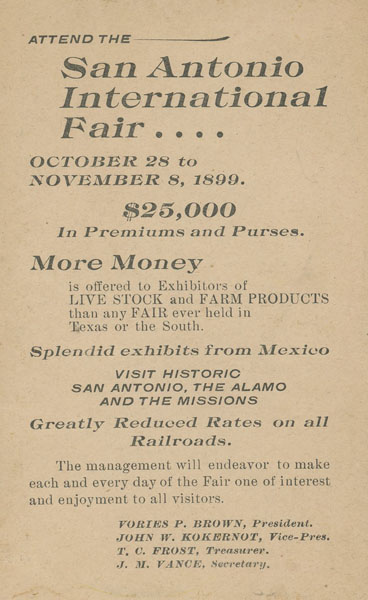 ATTEND THE
San Antonio
International
Fair . . . .
OCTOBER 28 to
NOVEMBER 8, 1899.
$25,000
In Premiums and Purses.
More Money
is offered to Exhibitors of
LIVE STOCK and FARM PRODUCTS
than any FAIR ever held in
Texas or the South.
Splendid exhibits from Mexico
VISIT HISTORIC
SAN ANTONIO, THE ALAMO
AND THE MISSIONS
Greatly Reduced Rates on all
Railroads.
The management will endeavor to make
each and every day of the Fair one of interest
and enjoyment to all visitors.
VORIES P. BROWN, President.
JOHN W. KOKERNOT, Vice-Pres.
T. C. FROST, Treasurer.
J. M. VANCE, Secretary.